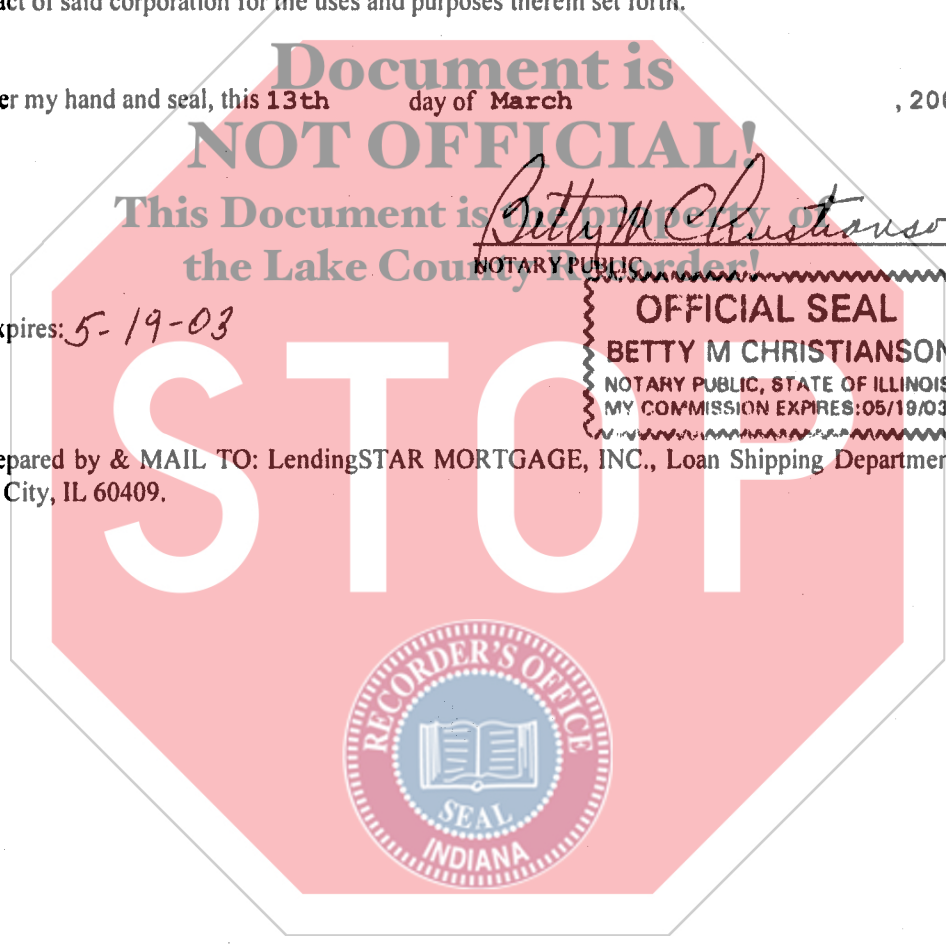 act of said corporation for the uses and purposes therein set forth.
Document is
er my hand and seal, this 13th day of March , 200
NOT OFFICIAL!
This Document is the property of
Betty M Christianso
the Lake County Recorder!
NOTARY PUBLIC
OFFICIAL SEAL
xpires: 5-19-03
BETTY M CHRISTIANSON
NOTARY PUBLIC, STATE OF ILLINOIS
MY COMMISSION EXPIRES:05/19/03
STOP
epared by & MAIL TO: LendingSTAR MORTGAGE, INC., Loan Shipping Departmen
City, IL 60409.
RECORDER'S OFFICE
SEAL
INDIANA